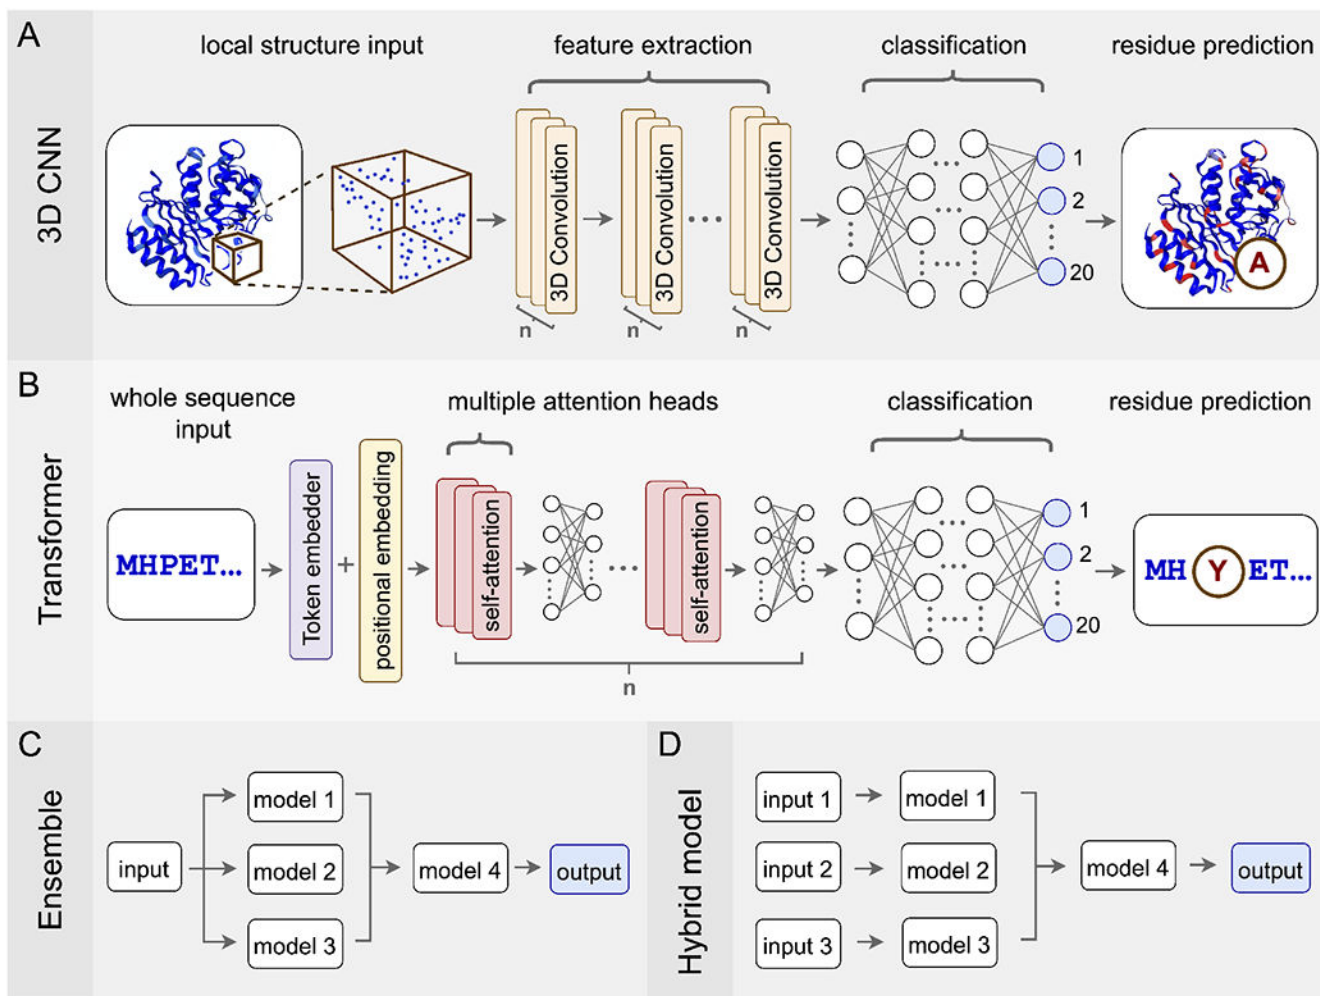 A
3D CNN
local structure input
feature extraction
classification
residue prediction
3D Convolution
3D Convolution
3D Convolution
n
n
n
...
1
2
20
A
B
Transformer
whole sequence
input
multiple attention heads
classification
residue prediction
MHPET...
Token embedder
+
positional embedding
self-attention
...
self-attention
n
1
2
20
MH Y ET...
C
Ensemble
input
model 1
model 2
model 3
model 4
output
D
Hybrid model
input 1
model 1
input 2
model 2
input 3
model 3
model 4
output